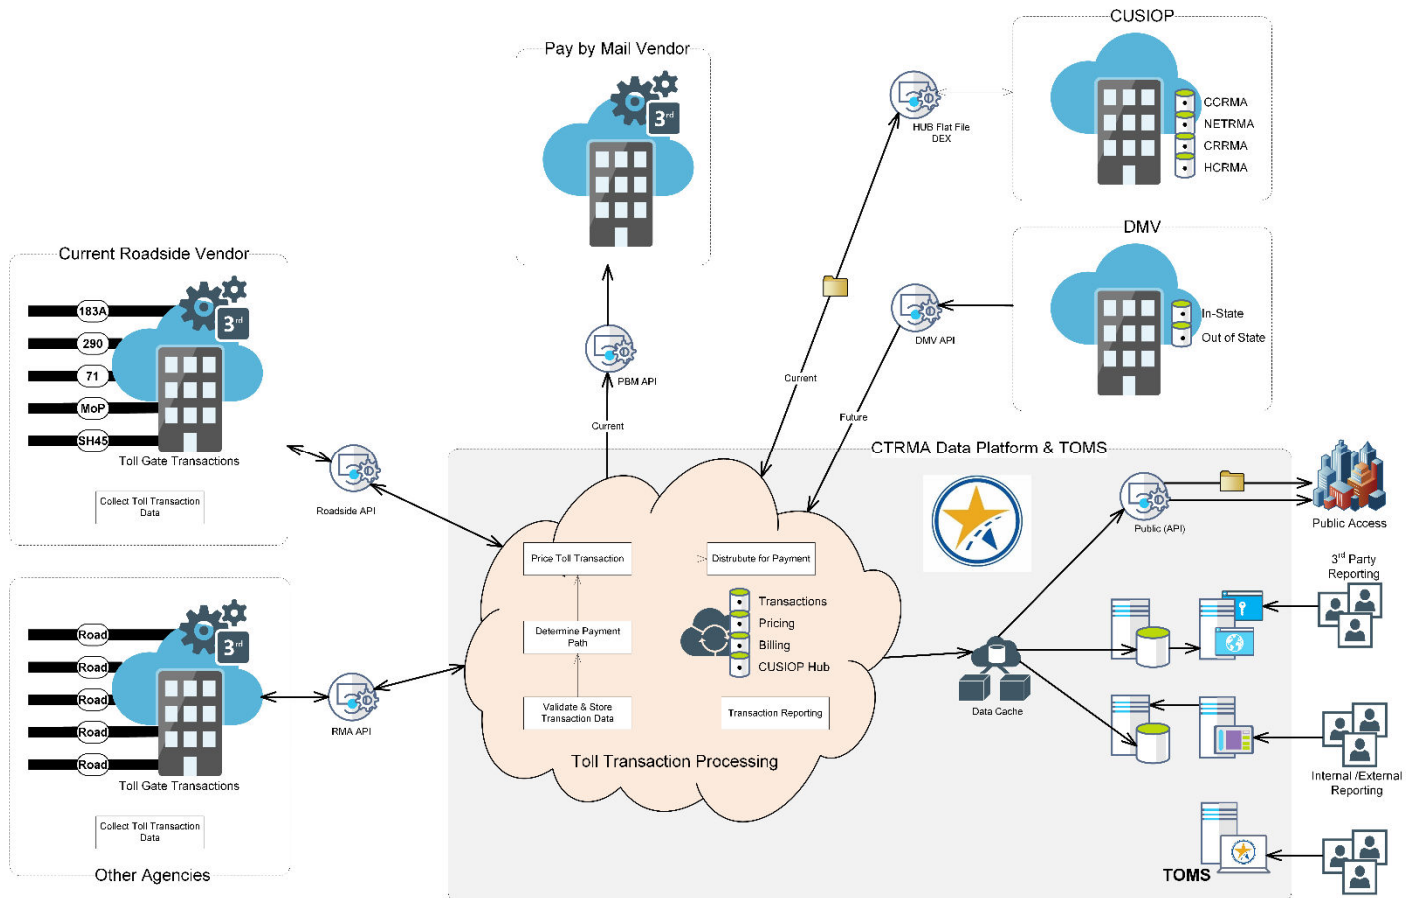 Pay by Mail Vendor
3rd
PBM API
Current
CUSIOP
CCRMA
NETRMA
CRRMA
HCRMA
HUB Flat File
DEX
Current
DMV
In-State
Out of State
DMV API
Future
Current Roadside Vendor
183A
290
71
MoP
SH45
3rd
Toll Gate Transactions
Collect Toll Transaction
Data
Roadside API
Road
Road
Road
Road
Road
3rd
Toll Gate Transactions
Collect Toll Transaction
Data
Other Agencies
RMA API
CTRMA Data Platform & TOMS
Price Toll Transaction
Distrubute for Payment
Determine Payment
Path
Transactions
Pricing
Billing
CUSIOP Hub
Validate & Store
Transaction Data
Transaction Reporting
Toll Transaction Processing
Data Cache
Public (API)
Public Access
3rd Party
Reporting
Internal /External
Reporting
TOMS